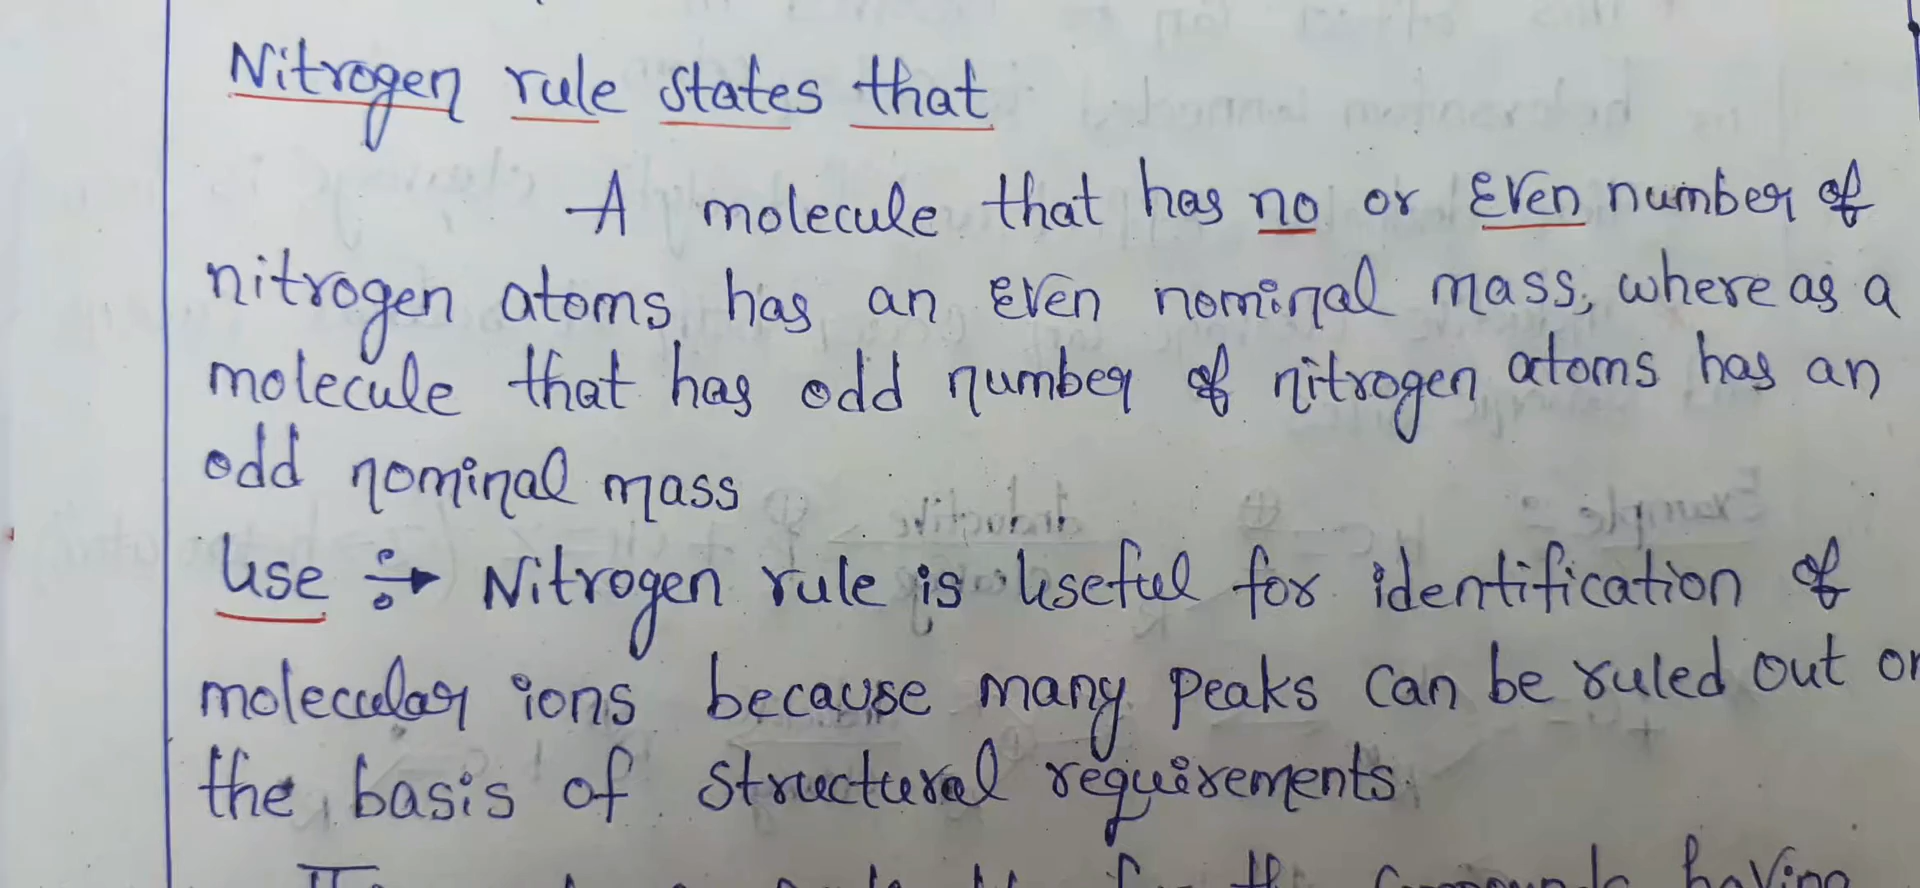 Nitrogen rule states that
A molecule that has no or even number of
nitrogen atoms has an even nominal mass, where as a
molecule that has odd number of nitrogen atoms has an
odd nominal mass
Use ÷→ Nitrogen rule is useful for identification of
molecular ions because many peaks can be ruled out on
the basis of structural requirements.
having